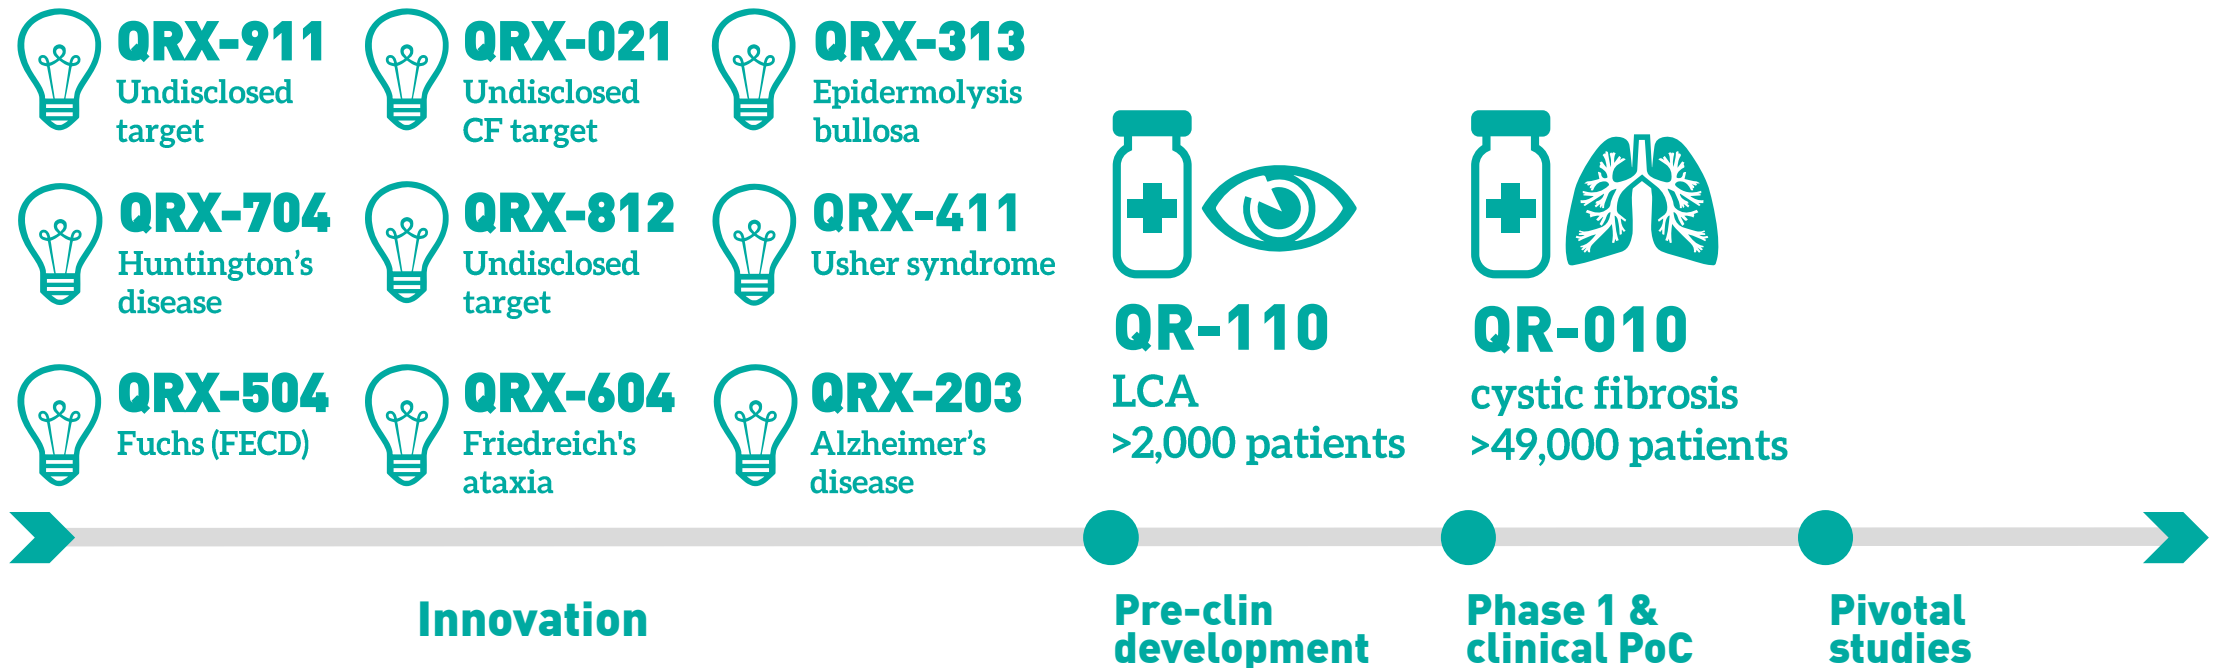 QRX-911
Undisclosed
target
QRX-021
Undisclosed
CF target
QRX-313
Epidermolysis
bullosa
QRX-704
Huntington’s
disease
QRX-812
Undisclosed
target
QRX-411
Usher syndrome
QRX-504
Fuchs (FECD)
QRX-604
Friedreich's
ataxia
QRX-203
Alzheimer’s
disease
QR-110
LCA
>2,000 patients
QR-010
cystic fibrosis
>49,000 patients
Innovation
Pre-clin
development
Phase 1 &
clinical PoC
Pivotal
studies